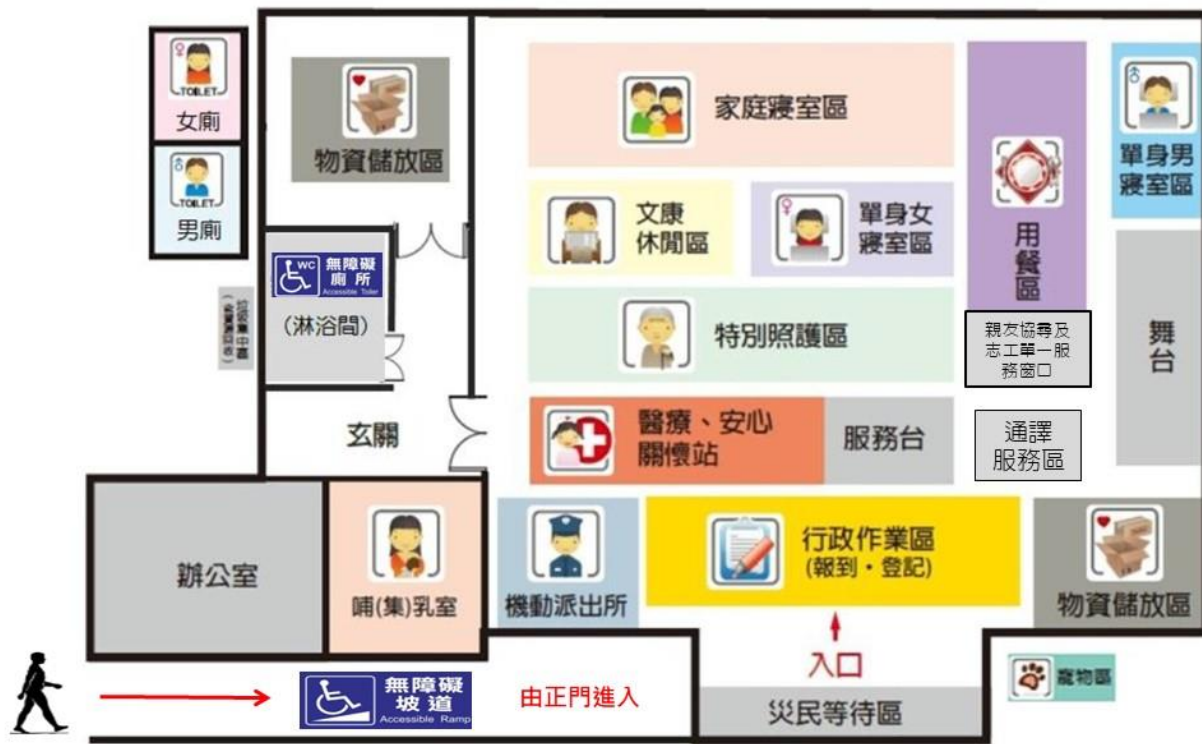 TOILET
女廁
TOILET
男廁
物資儲放區
WC
無障礙
廁所
Accessible Toilet
(淋浴間)
玄關
家庭寢室區
文康
休閒區
單身女
寢室區
特別照護區
醫療、安心
關懷站
服務台
用餐區
親友協尋及
志工單一服
務窗口
通譯
服務區
單身男
寢室區
舞台
辦公室
哺(集)乳室
機動派出所
行政作業區
(報到・登記)
物資儲放區
入口
無障礙
坡道
Accessible Ramp
由正門進入
災民等待區
寵物區